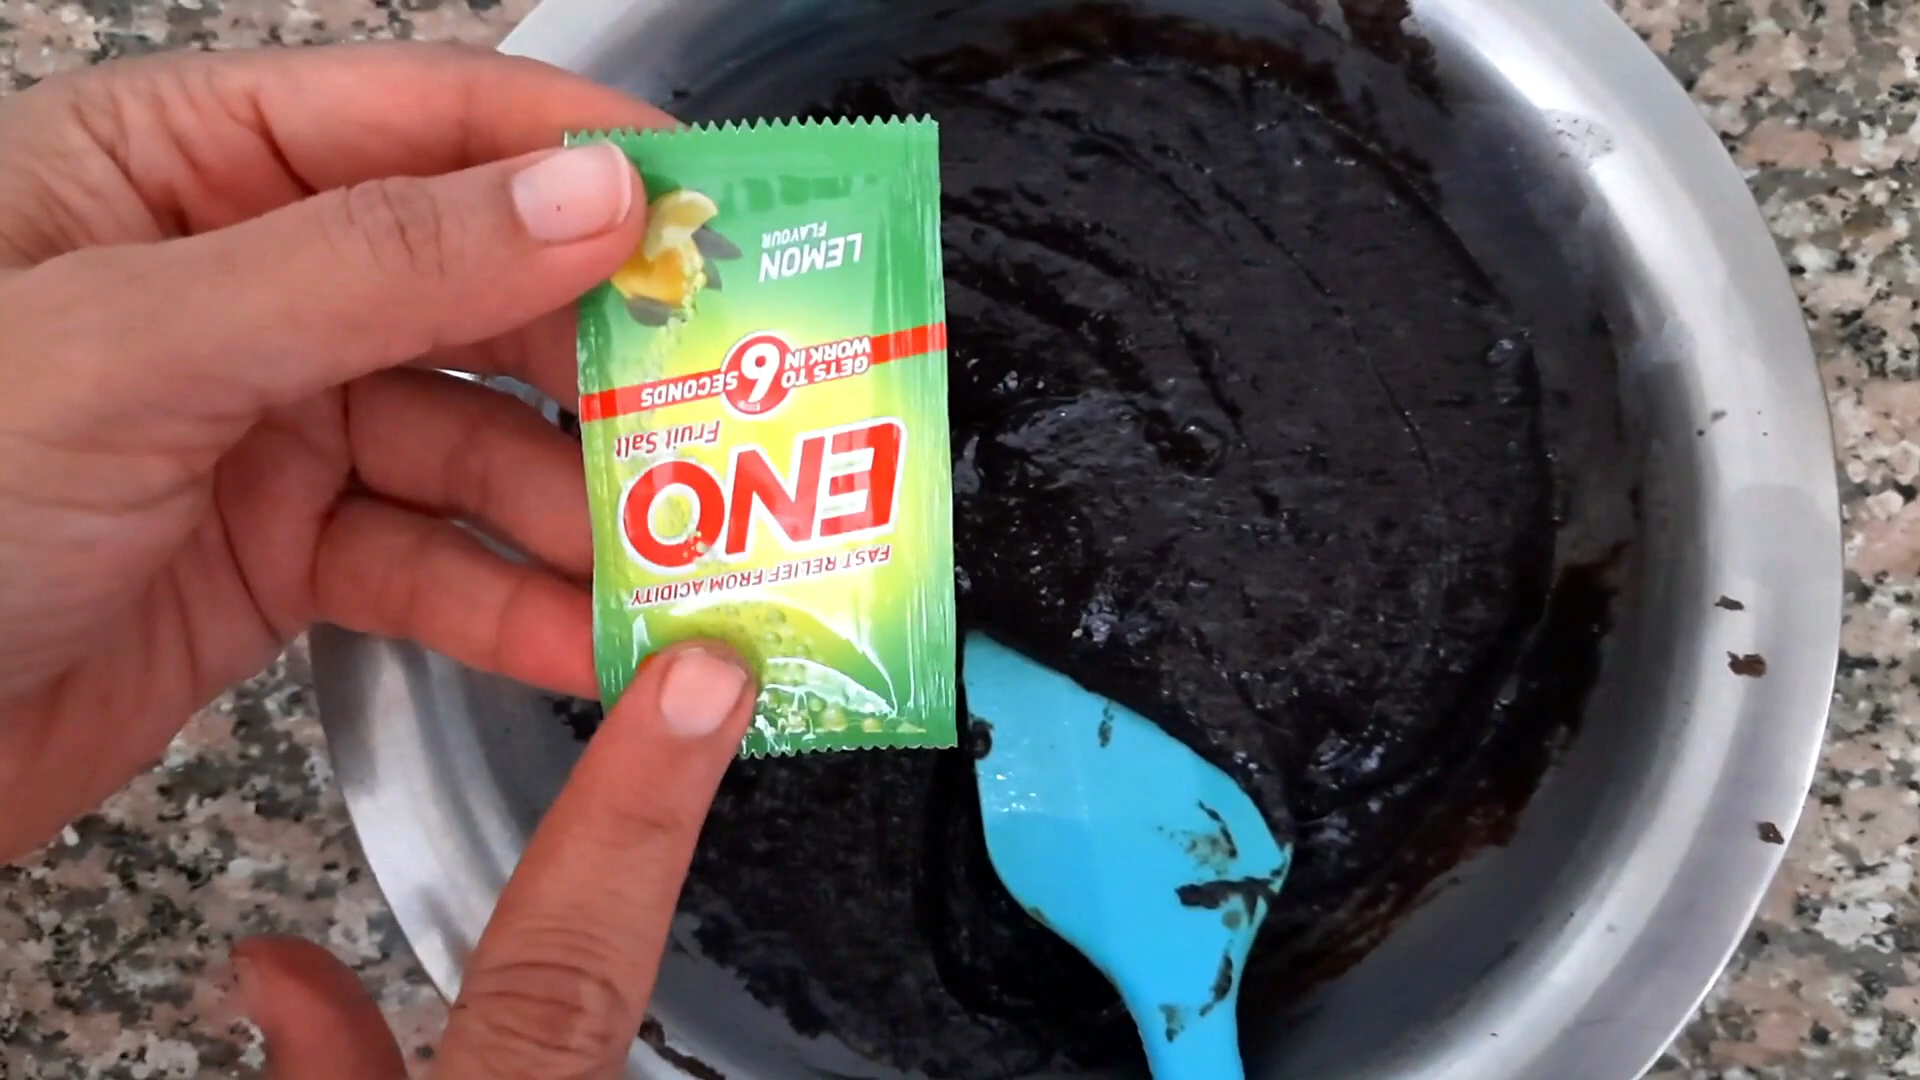 FAST RELIEF FROM ACIDITY
ENO
Fruit Salt
GETS TO
WORK IN
6
SECONDS
LEMON
FLAVOUR